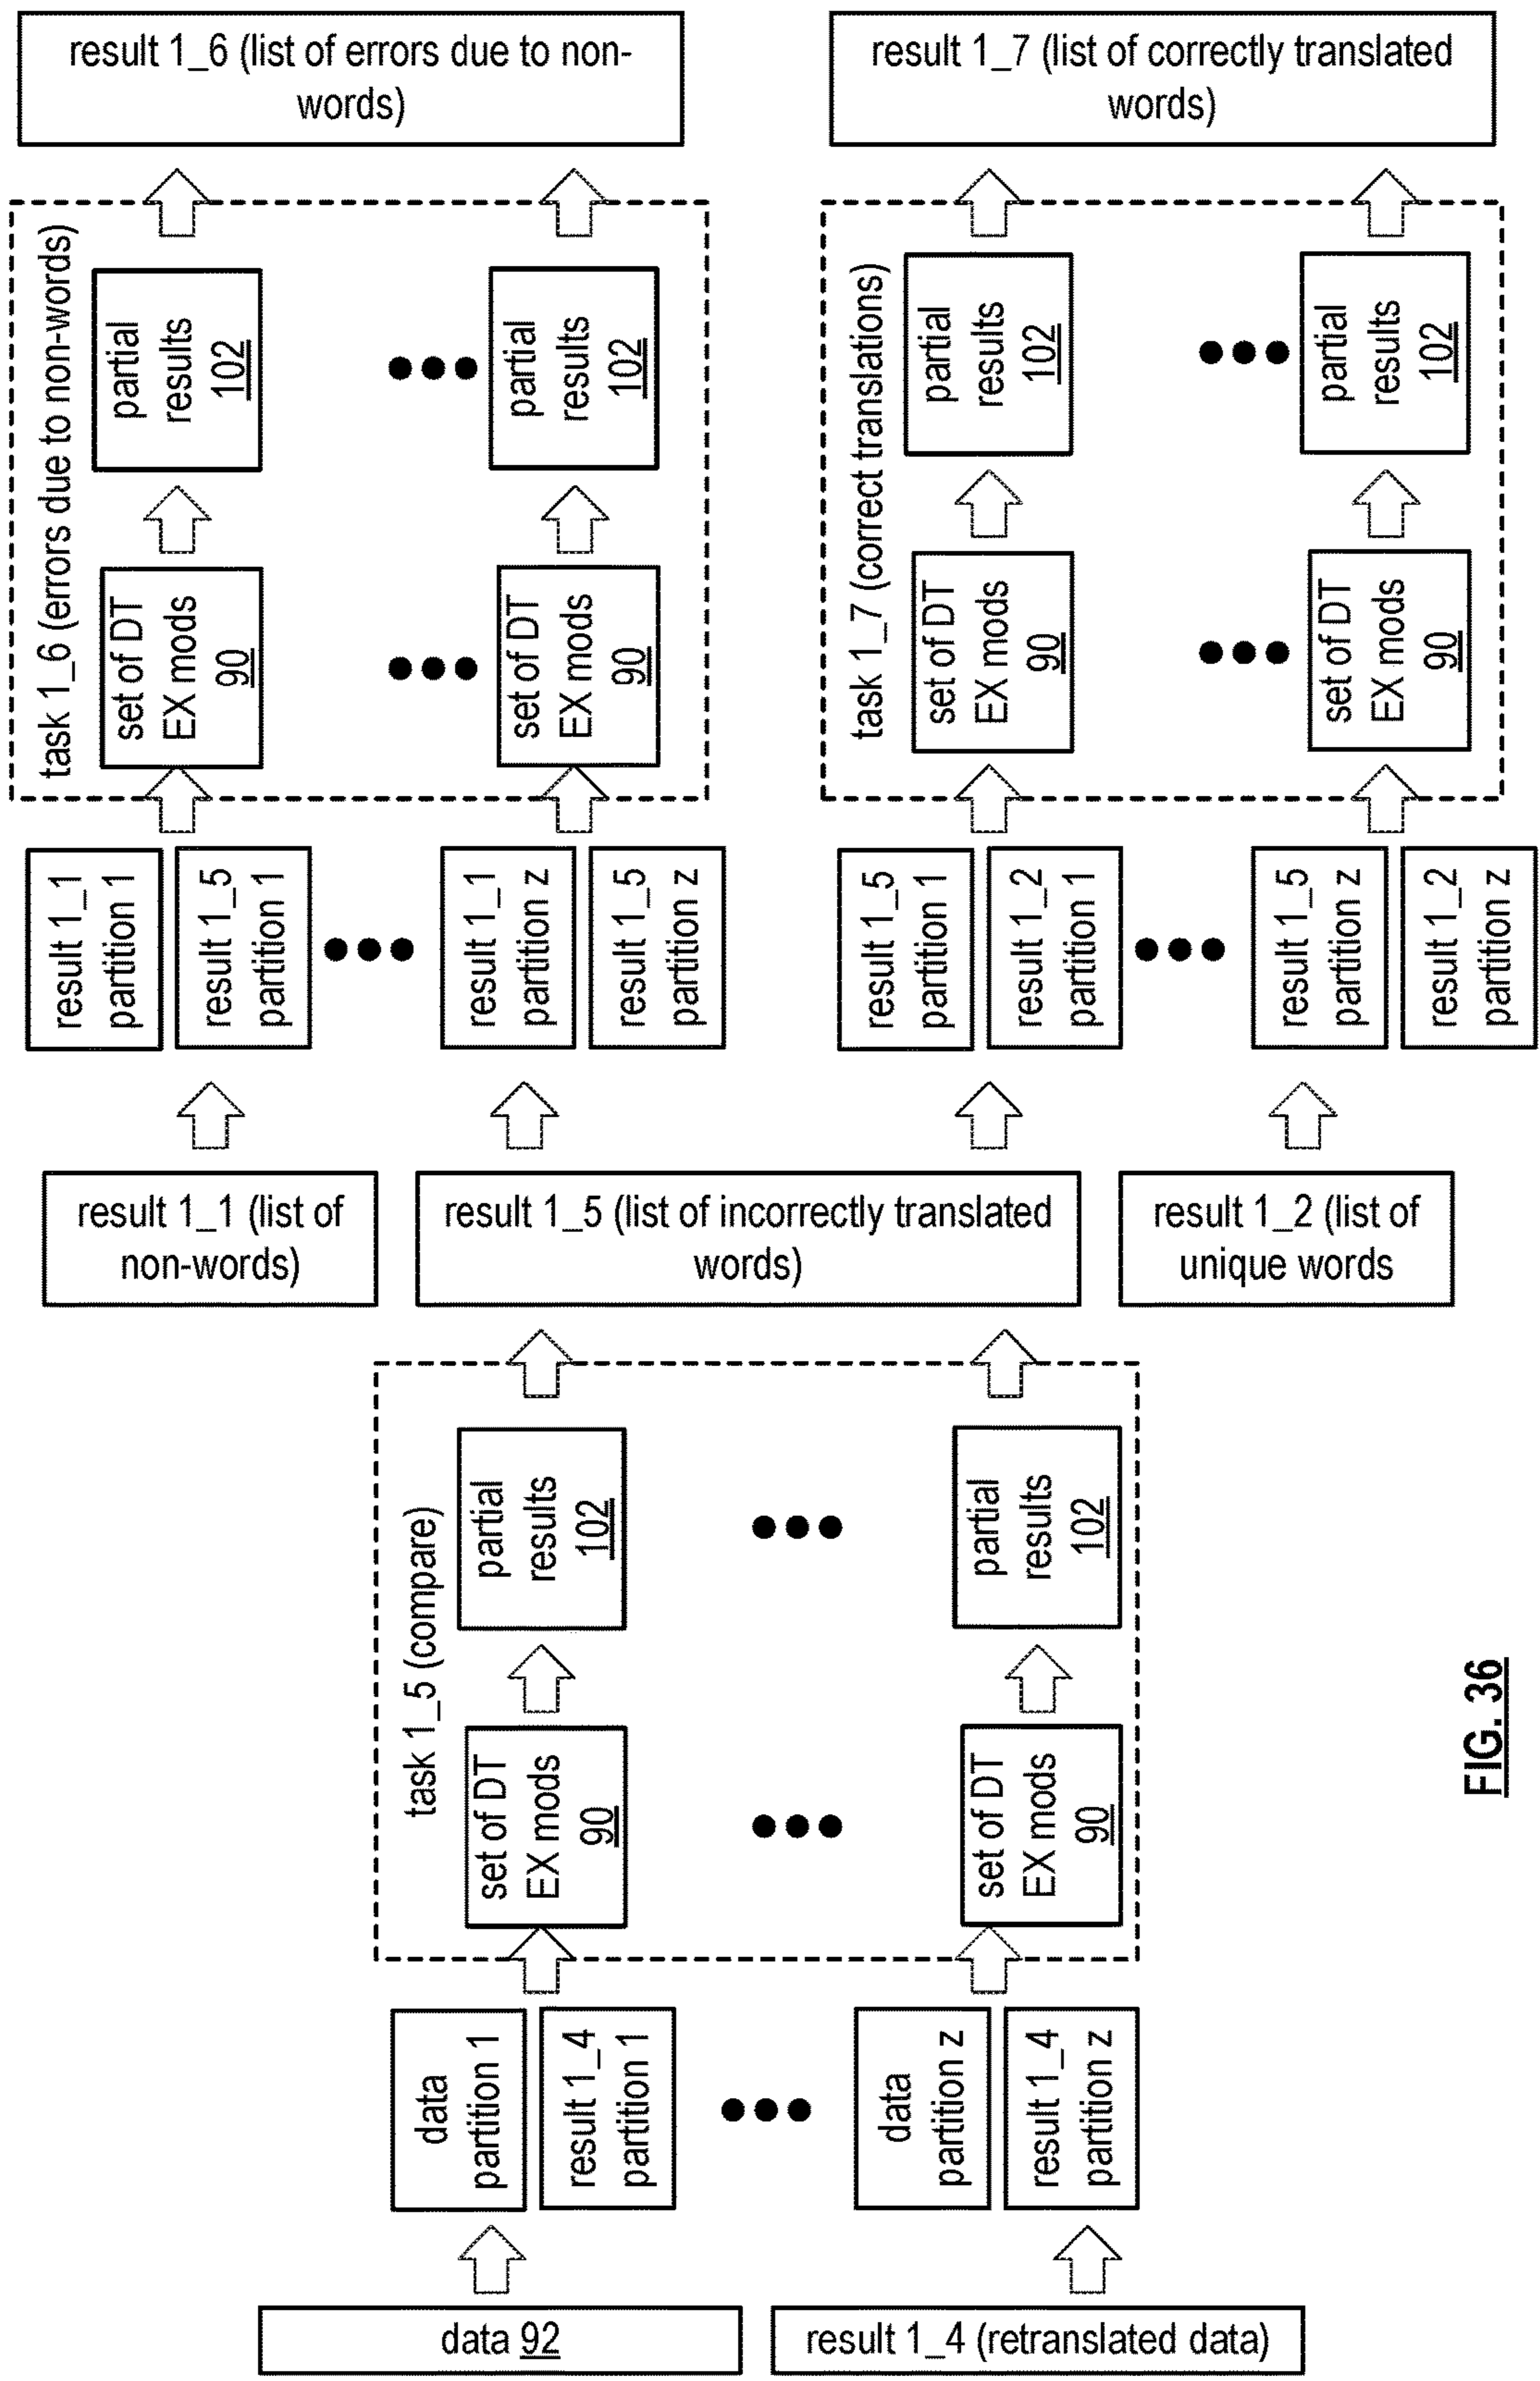 result 1_6 (list of errors due to non-
words)
result 1_7 (list of correctly translated
words)
task 1_6 (errors due to non-words)
partial
results
102
partial
results
102
set of DT
EX mods
90
set of DT
EX mods
90
task 1_7 (correct translations)
partial
results
102
partial
results
102
set of DT
EX mods
90
set of DT
EX mods
90
result 1_1
partition 1
result 1_5
partition 1
result 1_1
partition z
result 1_5
partition z
result 1_5
partition 1
result 1_2
partition 1
result 1_5
partition z
result 1_2
partition z
result 1_1 (list of
non-words)
result 1_5 (list of incorrectly translated
words)
result 1_2 (list of
unique words
task 1_5 (compare)
partial
results
102
partial
results
102
set of DT
EX mods
90
set of DT
EX mods
90
data
partition 1
result 1_4
partition 1
data
partition z
result 1_4
partition z
data 92
result 1_4 (retranslated data)
FIG. 36